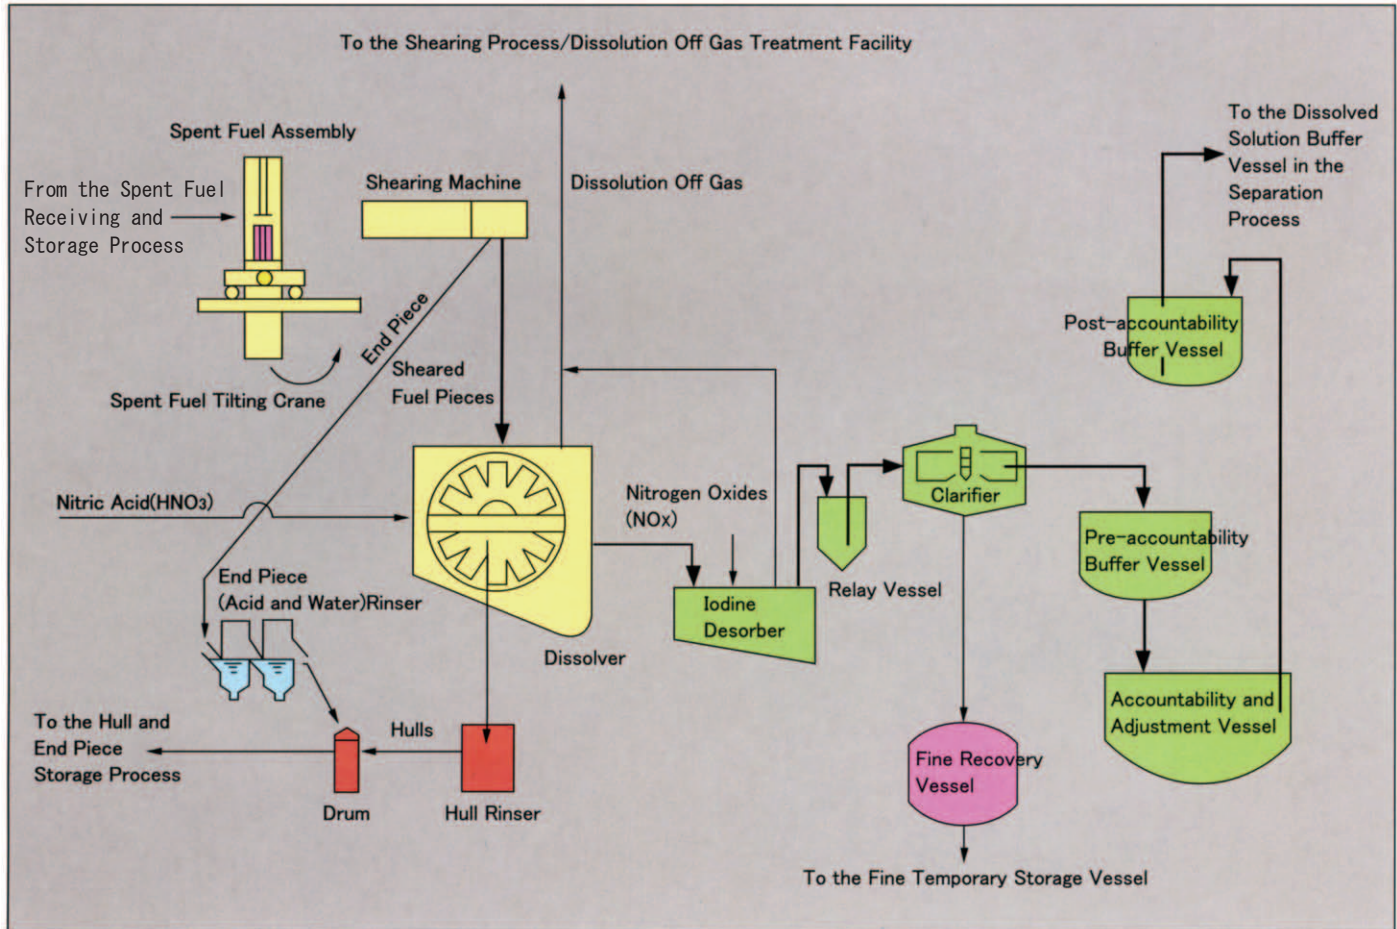 To the Shearing Process/Dissolution Off Gas Treatment Facility
Spent Fuel Assembly
From the Spent Fuel
Receiving and
Storage Process
Shearing Machine
Dissolution Off Gas
To the Dissolved
Solution Buffer
Vessel in the
Separation
Process
End Piece
Sheared
Fuel Pieces
Spent Fuel Tilting Crane
Post-accountability
Buffer Vessel
Nitric Acid(HNO3)
Nitrogen Oxides
(NOx)
Clarifier
Pre-accountability
Buffer Vessel
End Piece
(Acid and Water)Rinser
Iodine
Desorber
Relay Vessel
Dissolver
Accountability and
Adjustment Vessel
To the Hull and
End Piece
Storage Process
Hulls
Fine Recovery
Vessel
Drum
Hull Rinser
To the Fine Temporary Storage Vessel